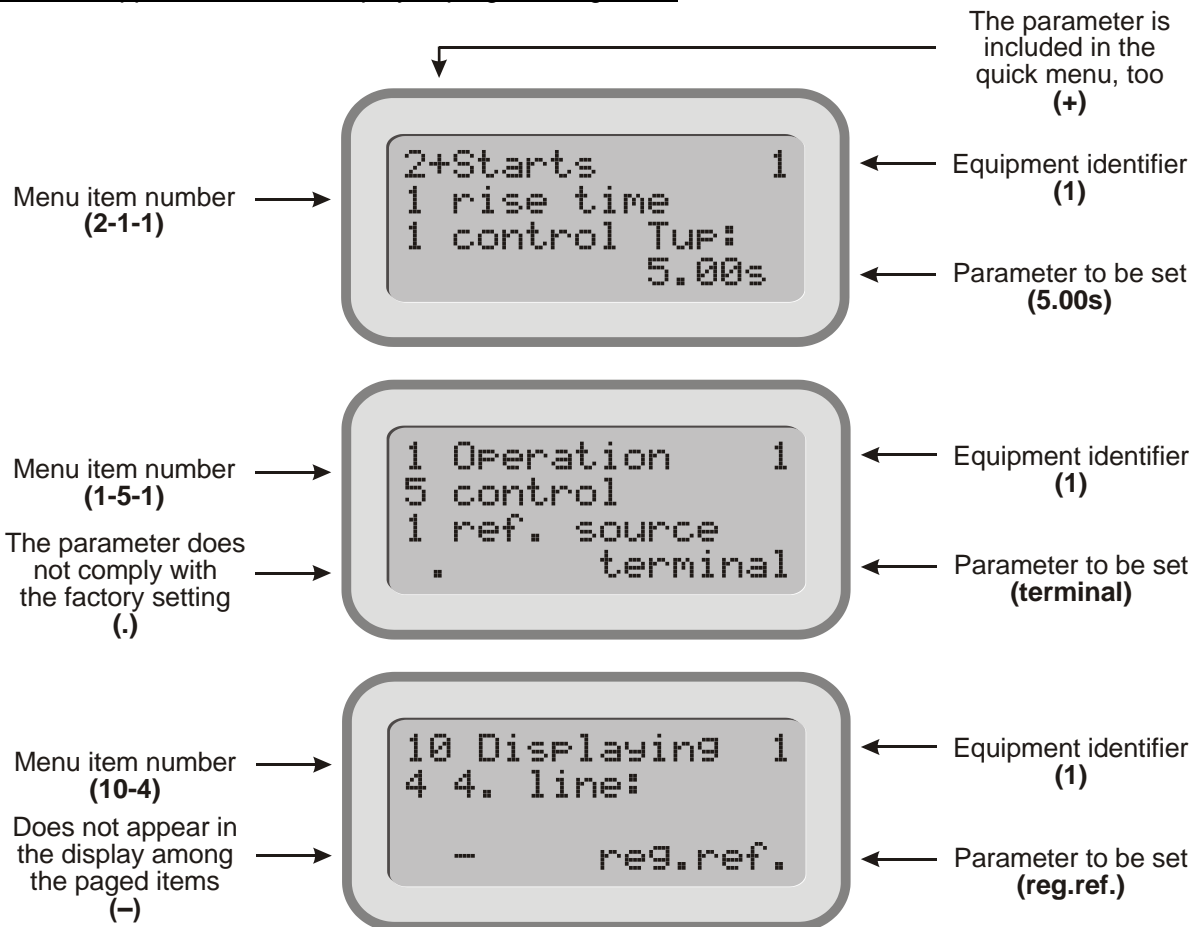 The parameter is
included in the
quick menu, too
(+)
Menu item number
(2-1-1)
2+Starts 1
1 rise time
1 control Tup:
5.00s
Equipment identifier
(1)
Parameter to be set
(5.00s)
Menu item number
(1-5-1)
The parameter does
not comply with
the factory setting
(.)
1 Operation 1
5 control
1 ref. source
. terminal
Equipment identifier
(1)
Parameter to be set
(terminal)
Menu item number
(10-4)
Does not appear in
the display among
the paged items
(–)
10 Displaying 1
4 4. line:
– reg.ref.
Equipment identifier
(1)
Parameter to be set
(reg.ref.)